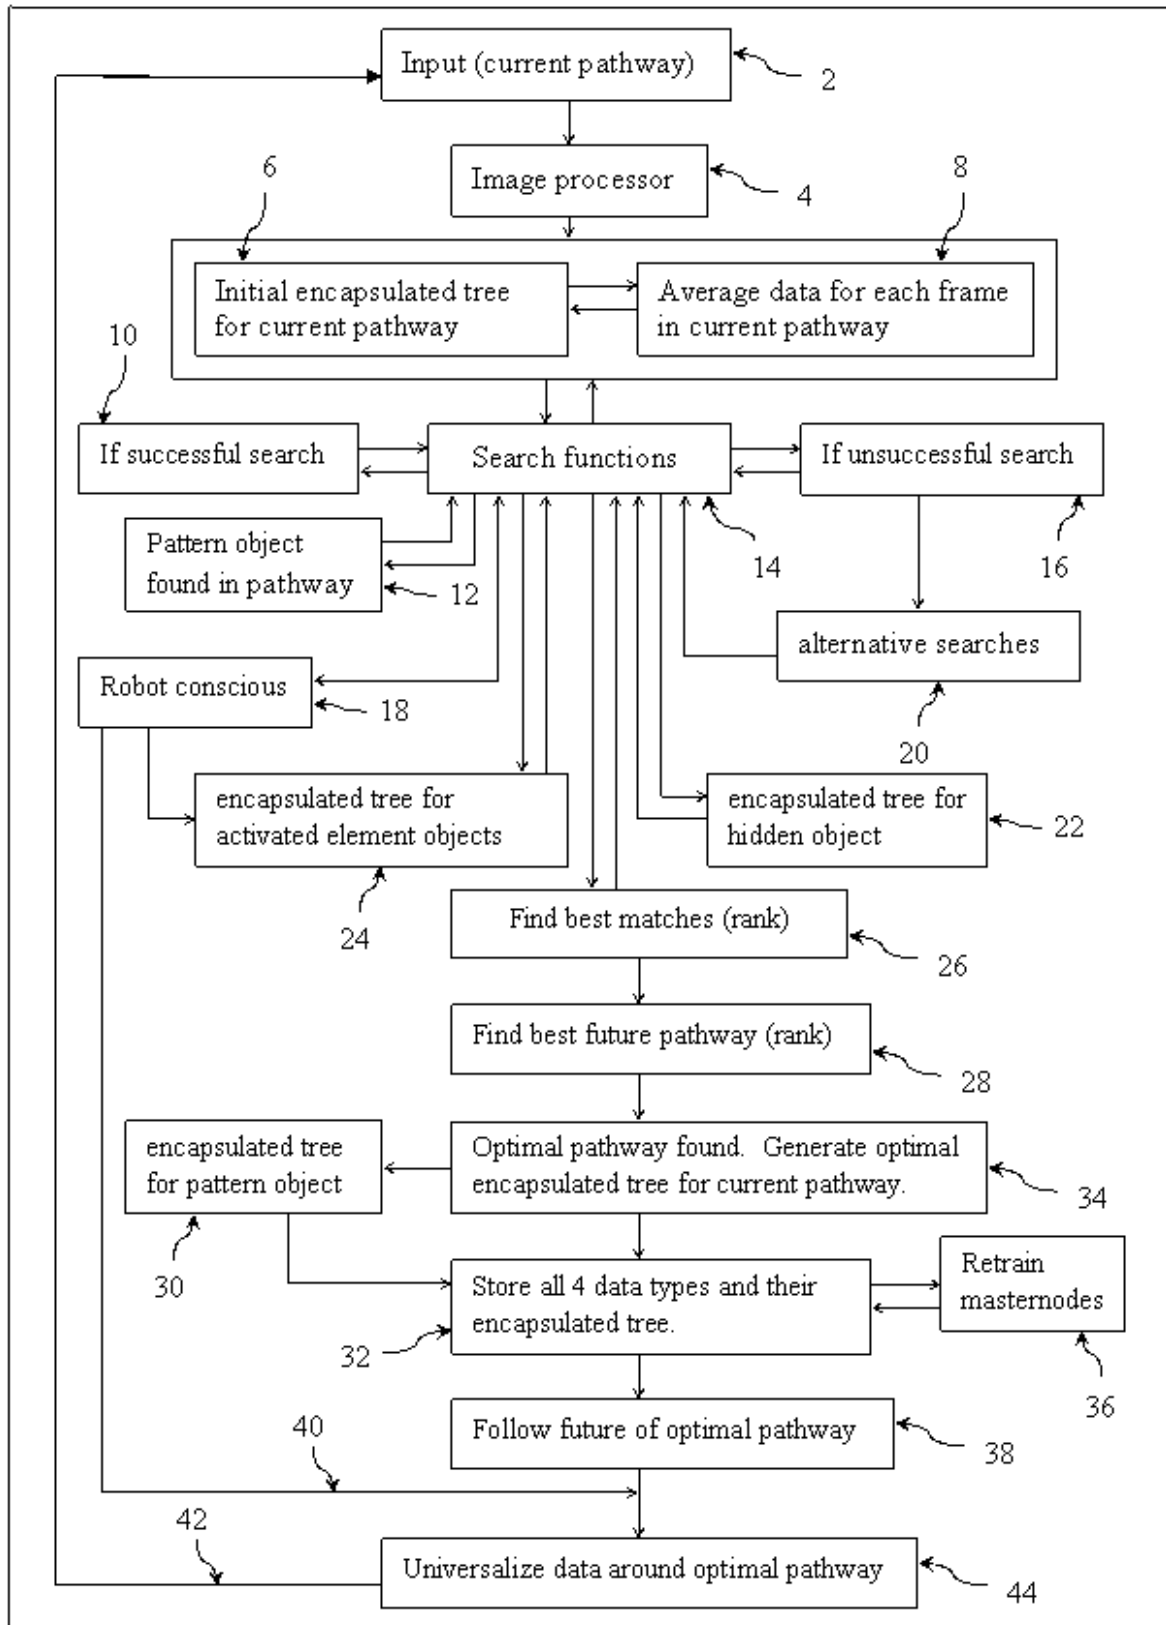 Input (current pathway)
2
Image processor
4
6
8
Initial encapsulated tree
for current pathway
Average data for each frame
in current pathway
10
If successful search
Search functions
If unsuccessful search
14
16
Pattern object
found in pathway
12
alternative searches
20
Robot conscious
18
encapsulated tree for
activated element objects
24
encapsulated tree for
hidden object
22
Find best matches (rank)
26
Find best future pathway (rank)
28
encapsulated tree
for pattern object
30
Optimal pathway found.  Generate optimal
encapsulated tree for current pathway.
34
Store all 4 data types and their
encapsulated tree.
32
Retrain
masternodes
36
Follow future of optimal pathway
38
40
42
Universalize data around optimal pathway
44